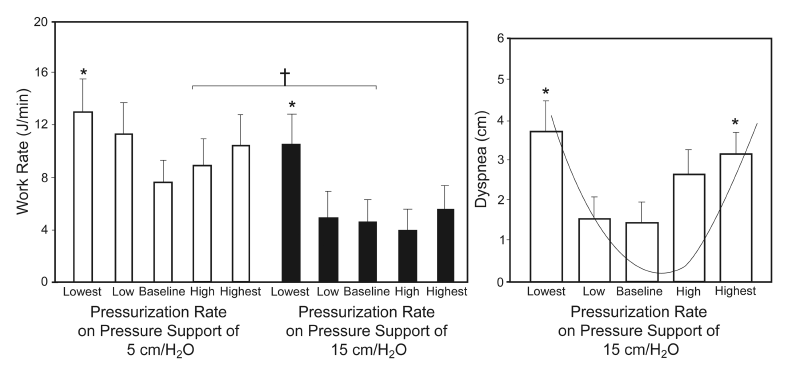 20
16
12
8
4
0
Work Rate (J/min)
*
†
*
Lowest Low Baseline High Highest Lowest Low Baseline High Highest
Pressurization Rate
on Pressure Support of
5 cm/H₂O
Pressurization Rate
on Pressure Support of
15 cm/H₂O
6
5
4
3
2
1
0
Dyspnea (cm)
*
*
Lowest Low Baseline High Highest
Pressurization Rate
on Pressure Support of
15 cm/H₂O